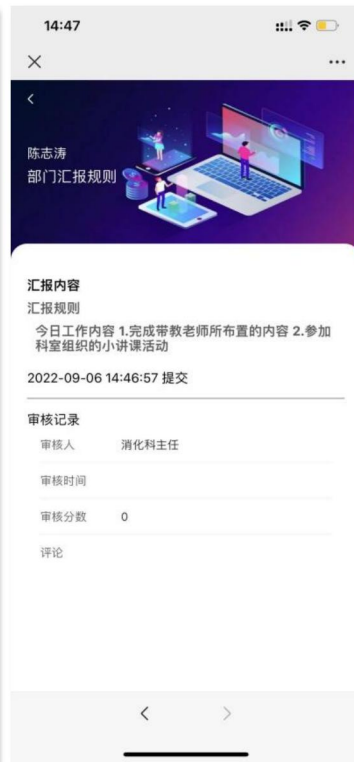 14:47
陈志涛
部门汇报规则
汇报内容
汇报规则
今日工作内容 1.完成带教老师所布置的内容 2.参加
科室组织的小讲课活动
2022-09-06 14:46:57 提交
审核记录
审核人 消化科主任
审核时间
审核分数 0
评论